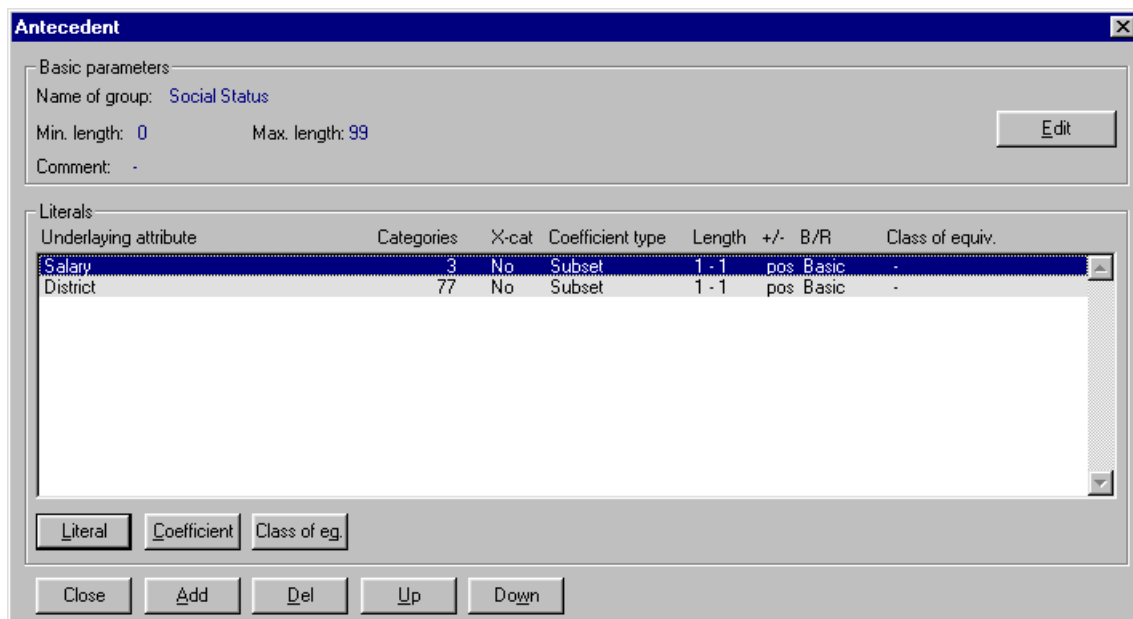 Antecedent
Basic parameters
Name of group: Social Status
Min. length: 0 Max. length: 99
Edit
Comment: -
Literals
Underlaying attribute Categories X-cat Coefficient type Length +/- B/R Class of equiv.
Salary 3 No Subset 1 - 1 pos Basic -
District 77 No Subset 1 - 1 pos Basic -
Literal Coefficient Class of eg.
Close Add Del Up Down